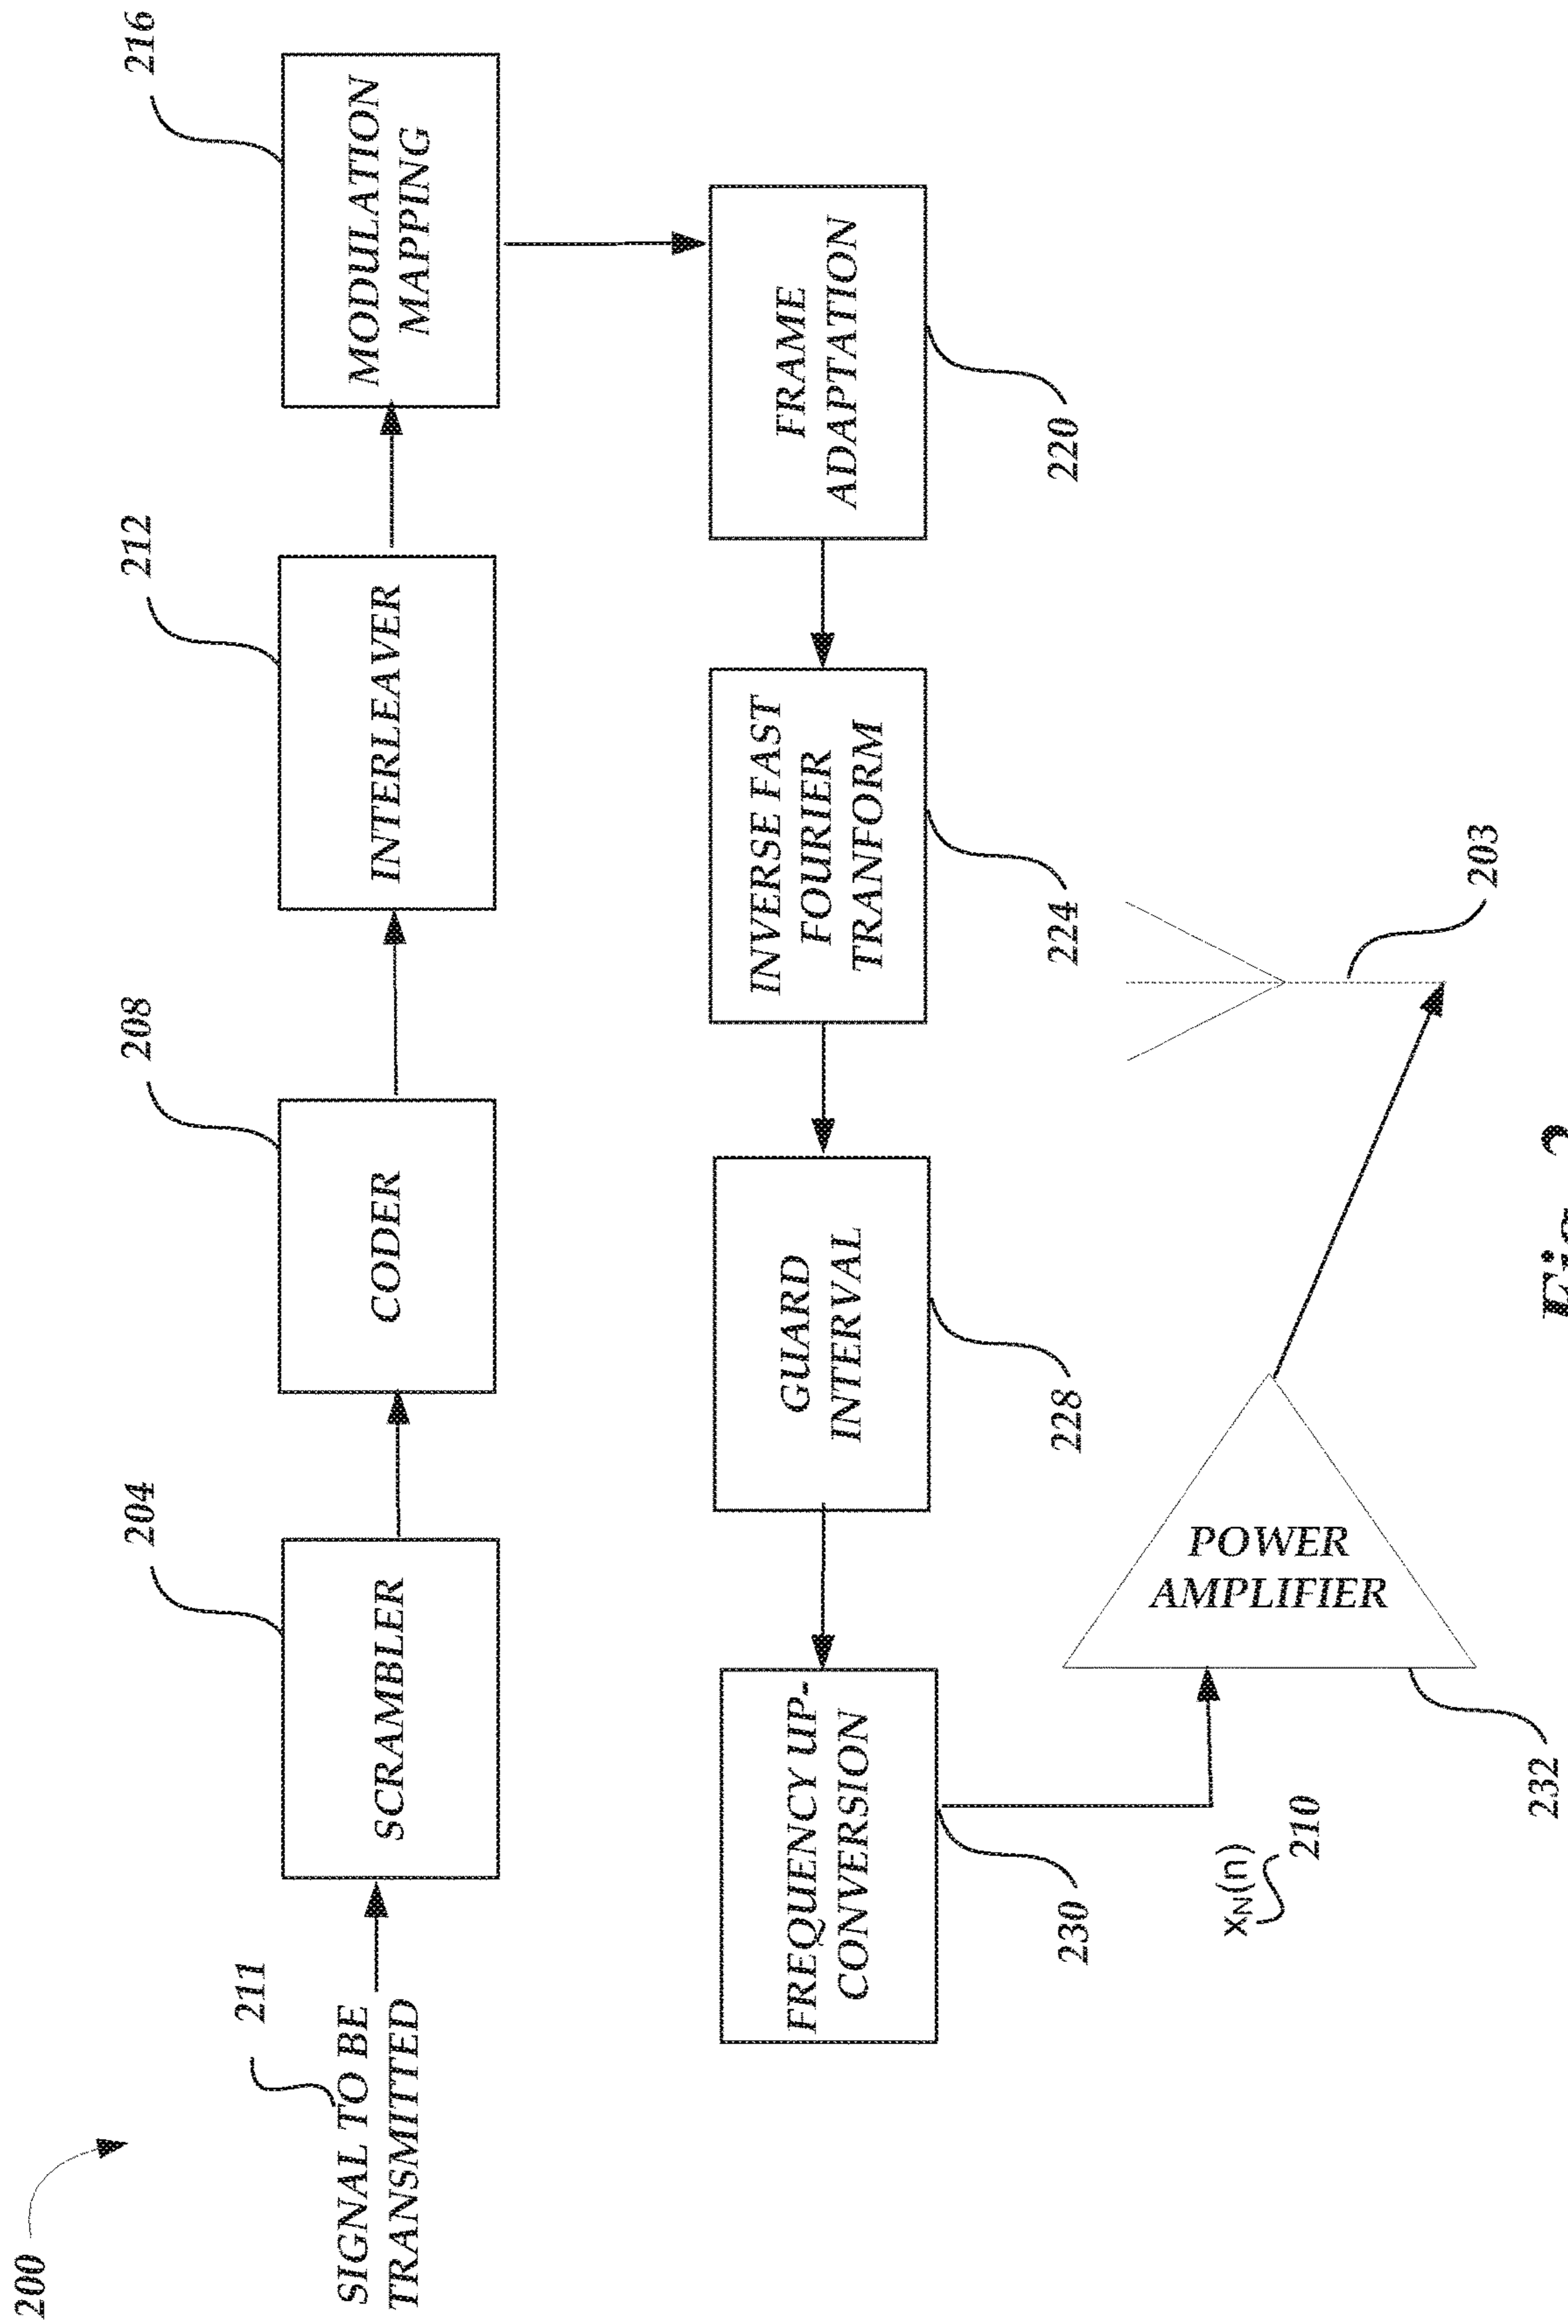 200
211
SIGNAL TO BE
TRANSMITTED
204
SCRAMBLER
208
CODER
212
INTERLEAVER
216
MODULATION
MAPPING
FRAME
ADAPTATION
220
INVERSE FAST
FOURIER
TRANFORM
224
GUARD
INTERVAL
228
FREQUENCY UP-
CONVERSION
230
xN(n)
210
POWER
AMPLIFIER
232
203